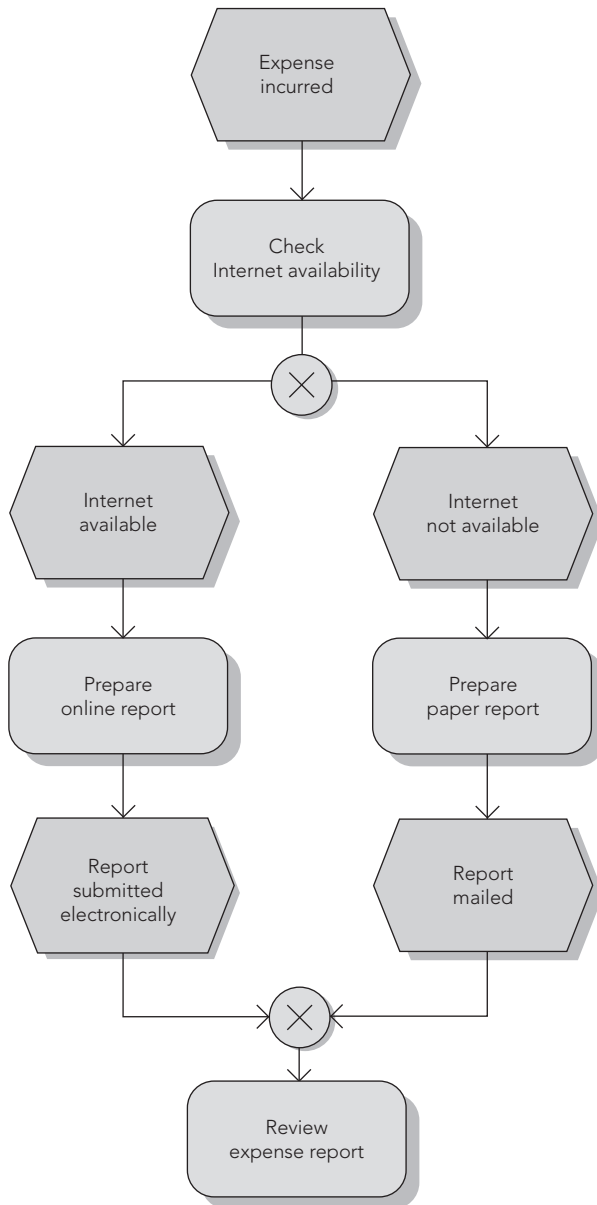 Expense
incurred
Check
Internet availability
Internet
available
Internet
not available
Prepare
online report
Prepare
paper report
Report
submitted
electronically
Report
mailed
Review
expense report